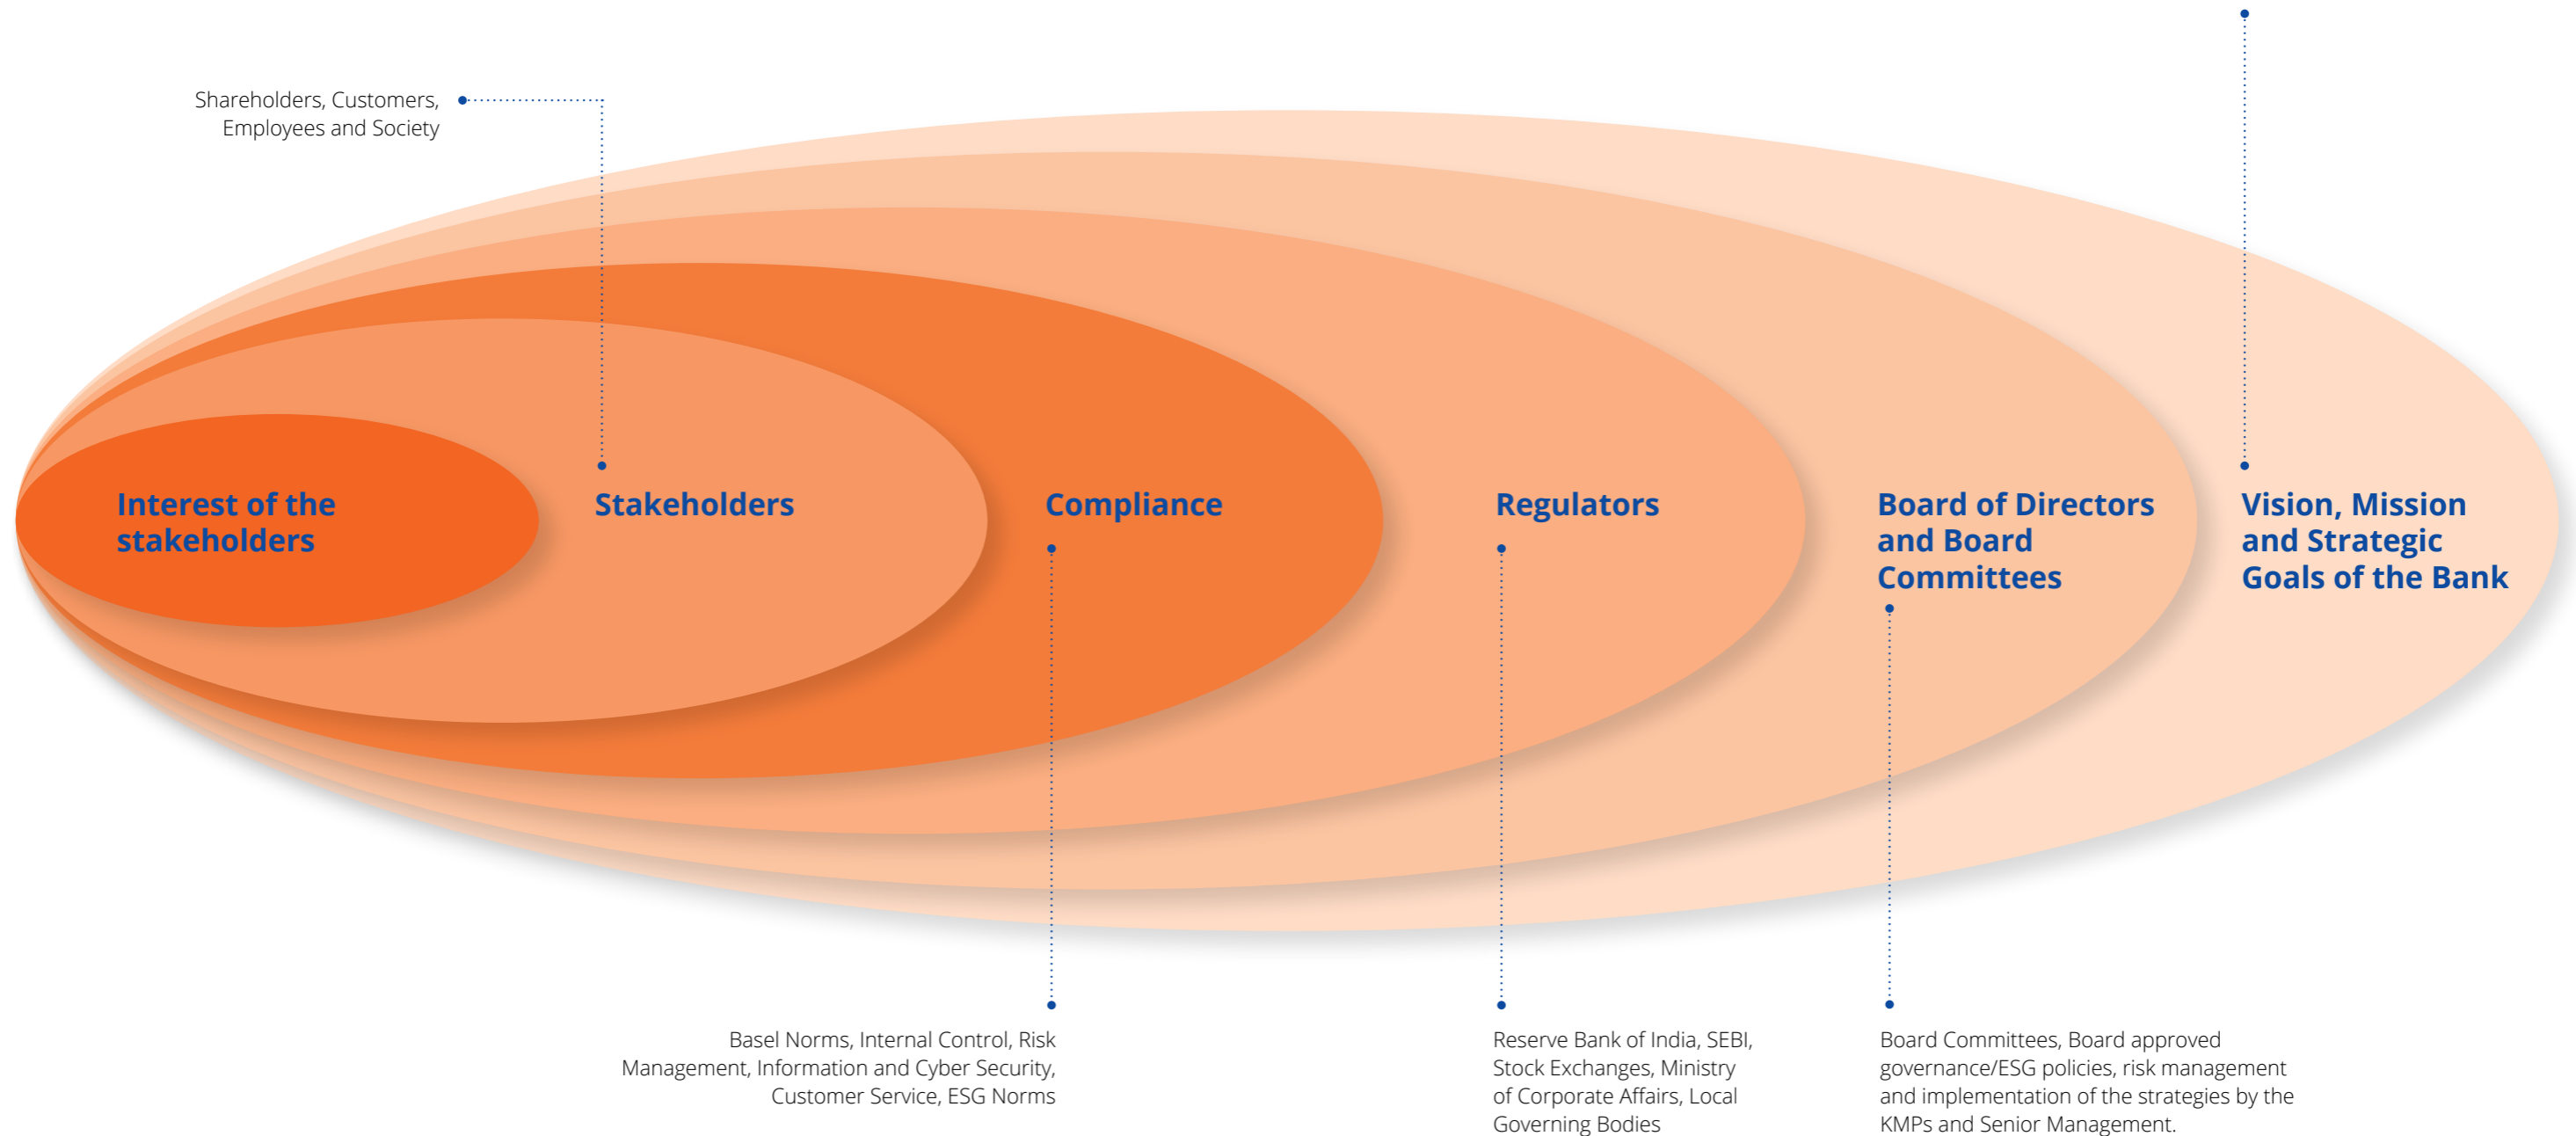 Shareholders, Customers,
Employees and Society
Interest of the
stakeholders
Stakeholders
Compliance
Regulators
Board of Directors
and Board
Committees
Vision, Mission
and Strategic
Goals of the Bank
Basel Norms, Internal Control, Risk
Management, Information and Cyber Security,
Customer Service, ESG Norms
Reserve Bank of India, SEBI,
Stock Exchanges, Ministry
of Corporate Affairs, Local
Governing Bodies
Board Committees, Board approved
governance/ESG policies, risk management
and implementation of the strategies by the
KMPs and Senior Management.